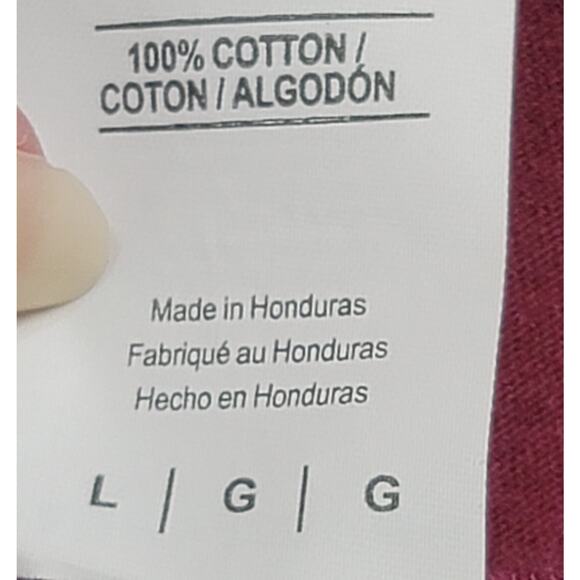 100% COTTON /
COTON / ALGODÓN
Made in Honduras
Fabriqué au Honduras
Hecho en Honduras
L / G | G